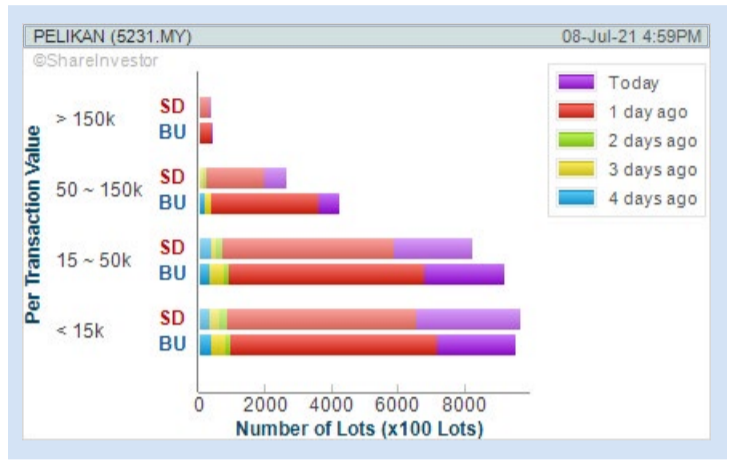 PELIKAN (5231.MY) 08-Jul-21 4:59PM
©ShareInvestor
Today
1 day ago
2 days ago
3 days ago
4 days ago
Per Transaction Value
> 150k
SD
BU
50 ~ 150k
SD
BU
15 ~ 50k
SD
BU
< 15k
SD
BU
0 2000 4000 6000 8000
Number of Lots (x100 Lots)